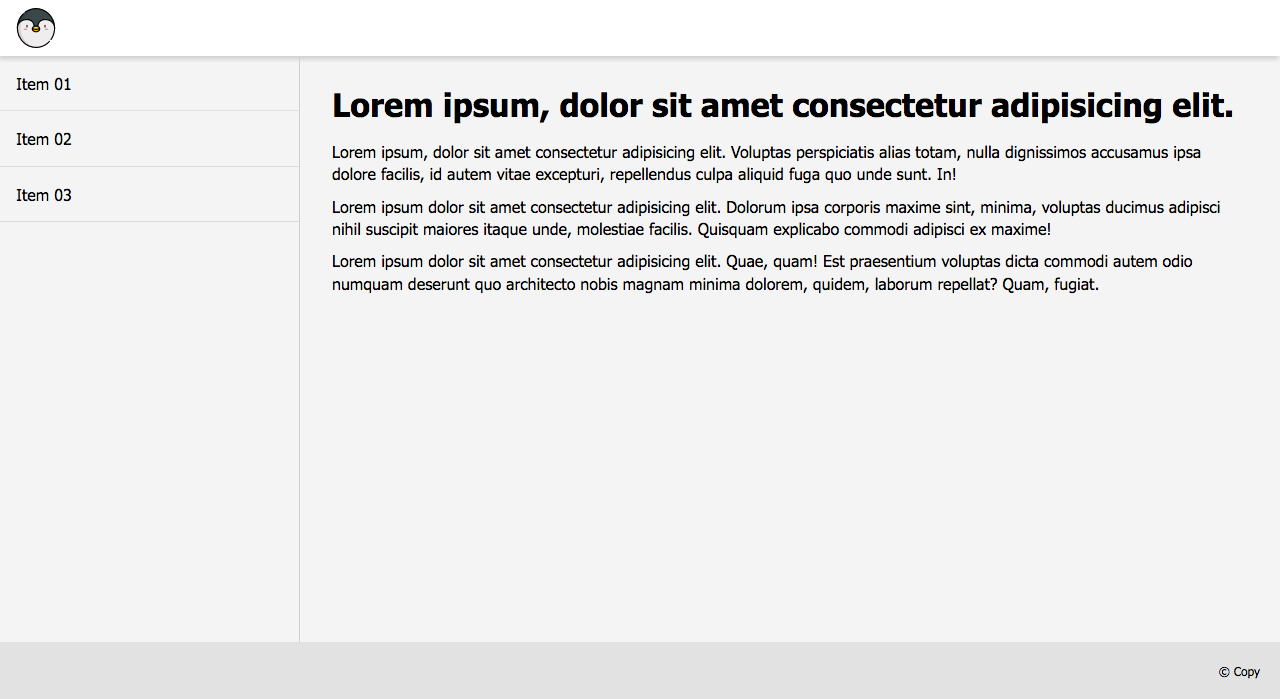 Item 01
Item 02
Item 03
Lorem ipsum, dolor sit amet consectetur adipisicing elit.
Lorem ipsum, dolor sit amet consectetur adipisicing elit. Voluptas perspiciatis alias totam, nulla dignissimos accusamus ipsa
dolore facilis, id autem vitae excepturi, repellendus culpa aliquid fuga quo unde sunt. In!
Lorem ipsum dolor sit amet consectetur adipisicing elit. Dolorum ipsa corporis maxime sint, minima, voluptas ducimus adipisci
nihil suscipit maiores itaque unde, molestiae facilis. Quisquam explicabo commodi adipisci ex maxime!
Lorem ipsum dolor sit amet consectetur adipisicing elit. Quae, quam! Est praesentium voluptas dicta commodi autem odio
numquam deserunt quo architecto nobis magnam minima dolorem, quidem, laborum repellat? Quam, fugiat.
© Copy